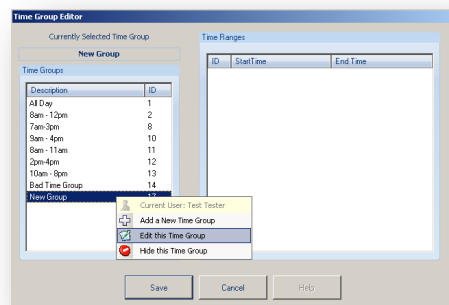 Time Group Editor
Currently Selected Time Group
New Group
Time Groups
Description ID
All Day 1
8am - 12pm 2
7am-3pm 8
9am - 4pm 10
8am - 11am 11
2pm-4pm 12
10am - 8pm 13
Bad Time Group 14
New Group 17
Current User: Test Tester
Add a New Time Group
Edit this Time Group
Hide this Time Group
Time Ranges
ID StartTime End Time
Save Cancel Help